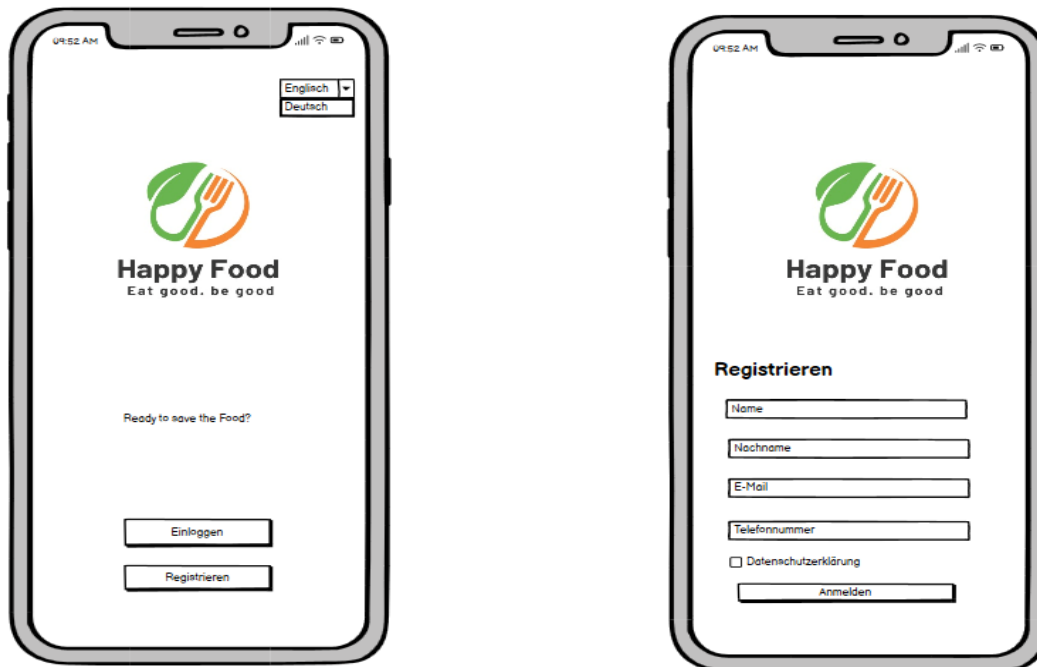 09:52 AM
Englisch
Deutsch
Happy Food
Eat good. be good
Ready to save the Food?
Einloggen
Registrieren
09:52 AM
Happy Food
Eat good. be good
Registrieren
Name
Nachname
E-Mail
Telefonnummer
Datenschutzerklärung
Anmelden